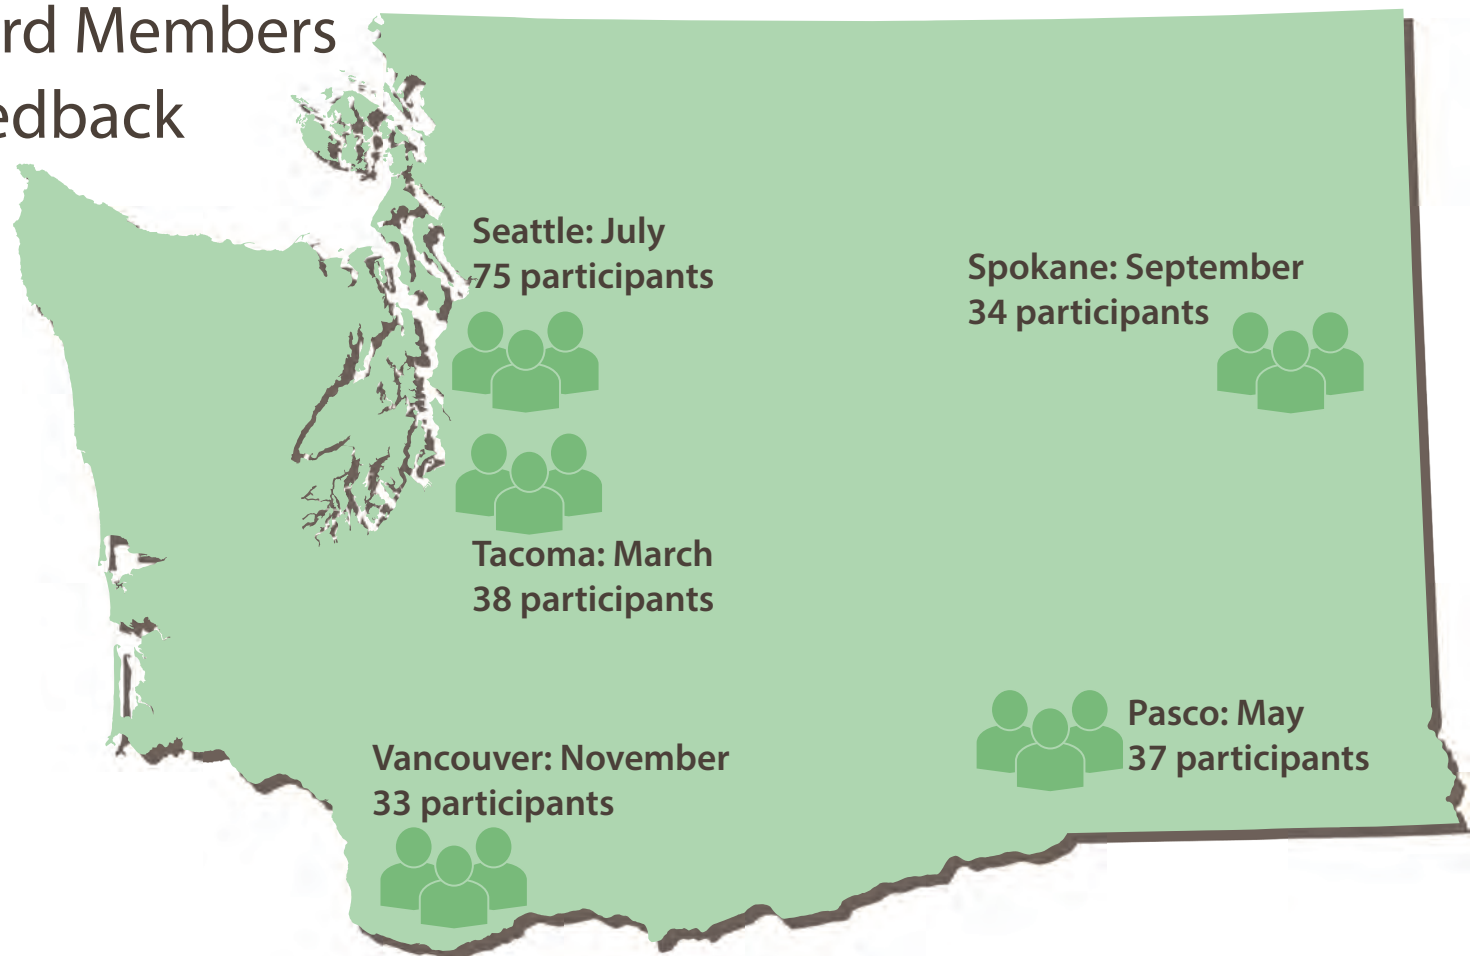 rd Members
edback
Seattle: July
75 participants
Spokane: September
34 participants
Tacoma: March
38 participants
Pasco: May
37 participants
Vancouver: November
33 participants